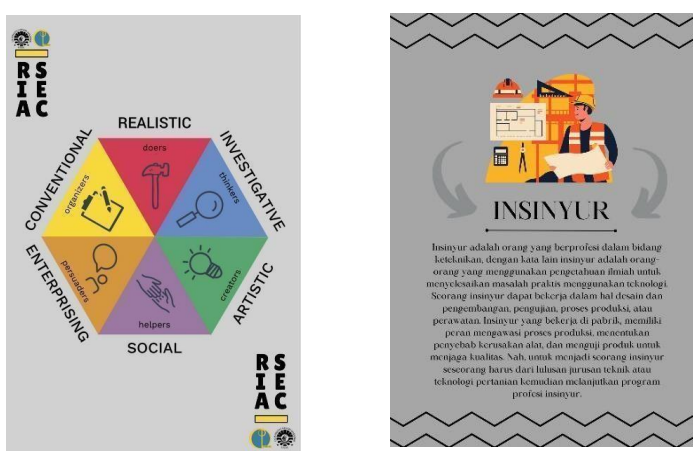 R S
I E
A C
REALISTIC
doers
CONVENTIONAL
organizers
INVESTIGATIVE
thinkers
ENTERPRISING
persuaders
ARTISTIC
creators
helpers
SOCIAL
R S
I E
A C
INSINYUR
Insinyur adalah orang yang berprofesi dalam bidang
keteknikan, dengan kata lain insinyur adalah orang-
orang yang menggunakan pengetahuan ilmiah untuk
menyelesaikan masalah praktis menggunakan teknologi.
Seorang insinyur dapat bekerja dalam hal desain dan
pengembangan, pengujian, proses produksi, atau
perawatan. Insinyur yang bekerja di pabrik, memiliki
peran mengawasi proses produksi, menentukan
penyebab kerusakan alat, dan menguji produk untuk
menjaga kualitas. Nah, untuk menjadi seorang insinyur
seseorang harus dari lulusan jurusan teknik atau
teknologi pertanian kemudian melanjutkan program
profesi insinyur.